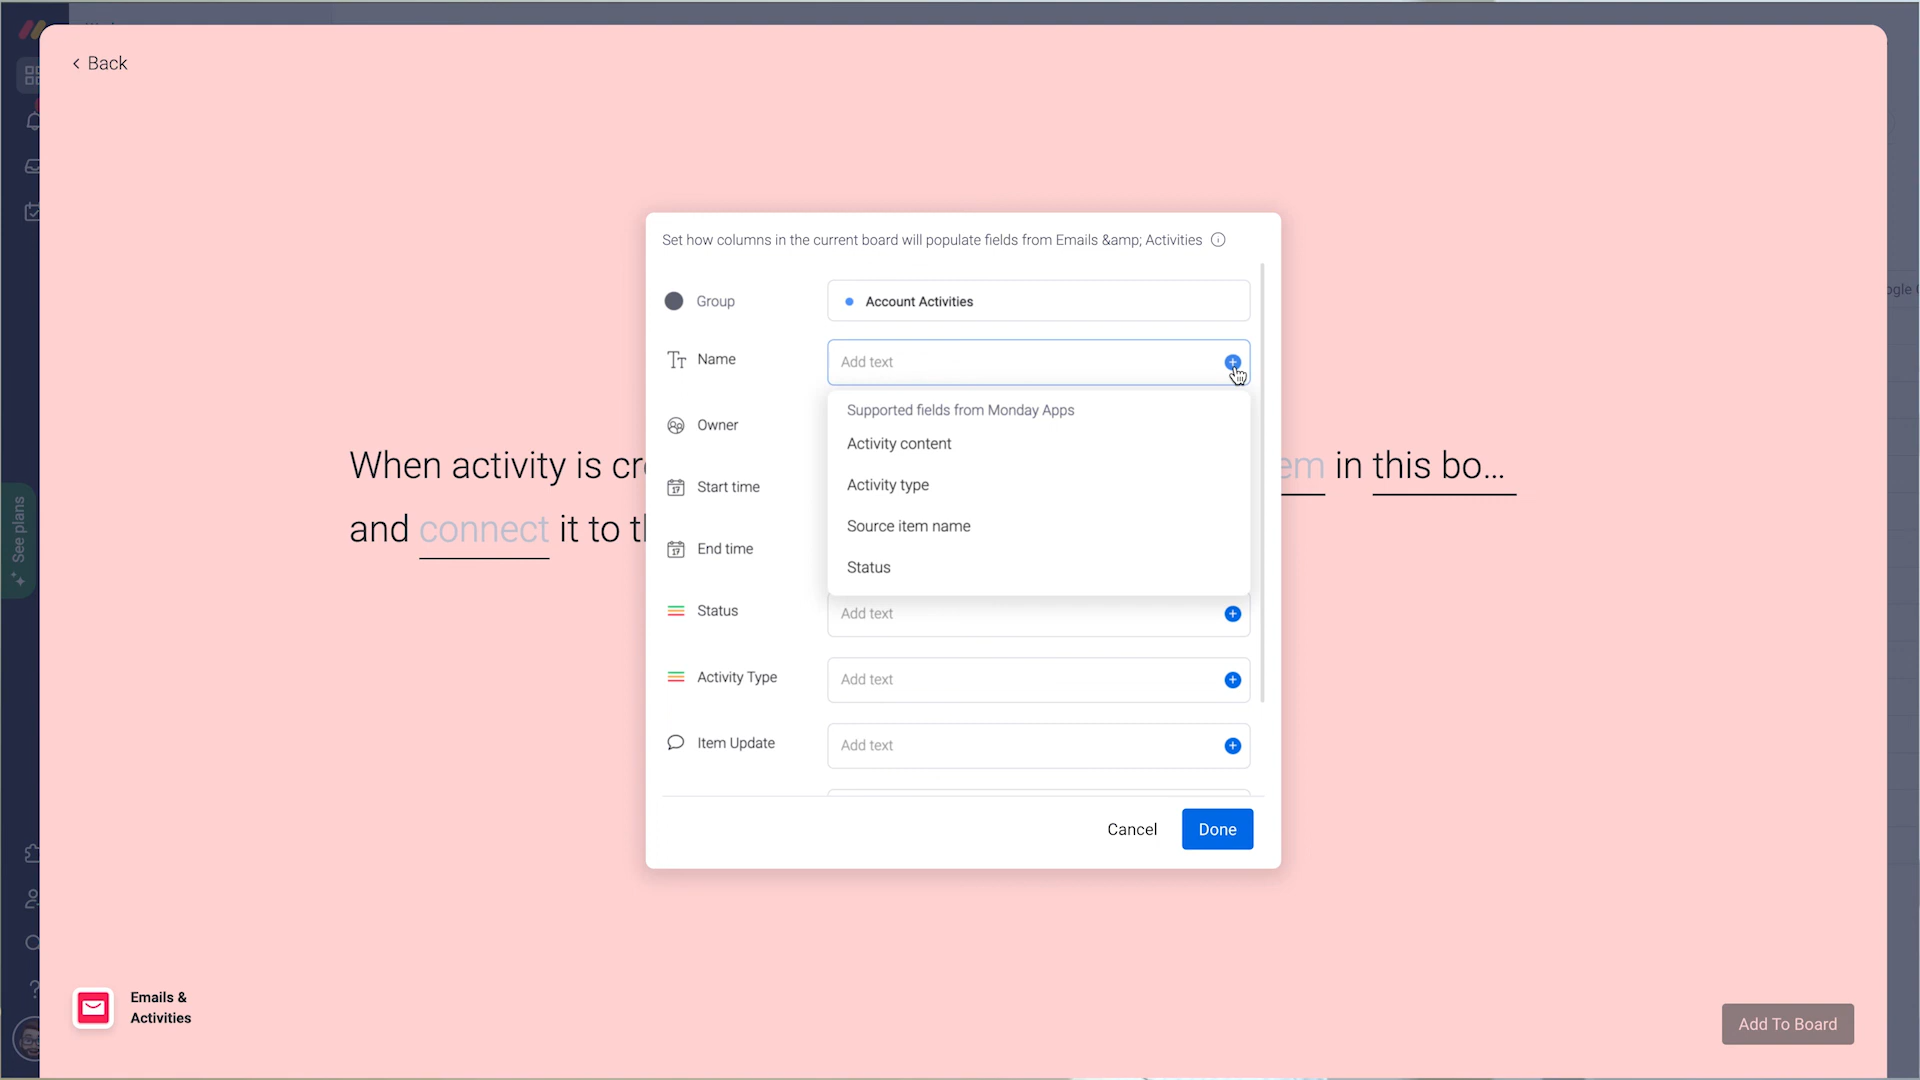 Back
Set how columns in the current board will populate fields from Emails &amp; Activities
Group
Account Activities
Name
Add text
Supported fields from Monday Apps
Activity content
Activity type
Source item name
Status
Owner
Start time
End time
Status
Add text
Activity Type
Add text
Item Update
Add text
Cancel
Done
When activity is cr
em in this bo...
and connect it to t
See plans
Emails &
Activities
Add To Board